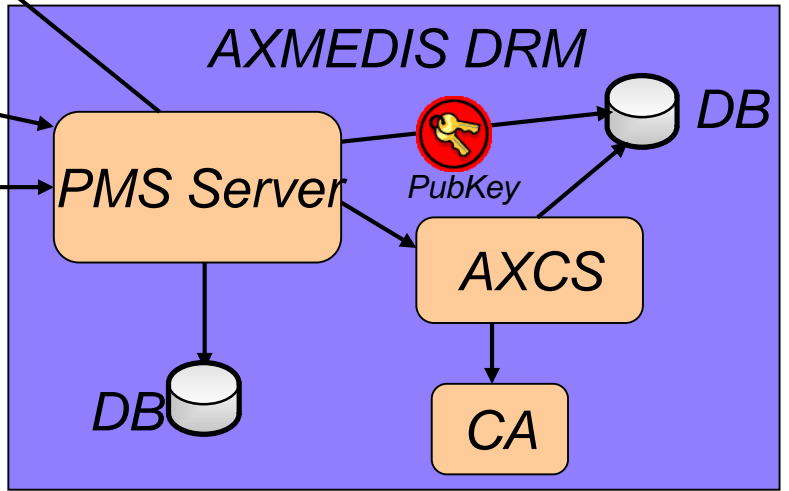 AXMEDIS DRM
DB
PubKey
PMS Server
AXCS
DB
CA